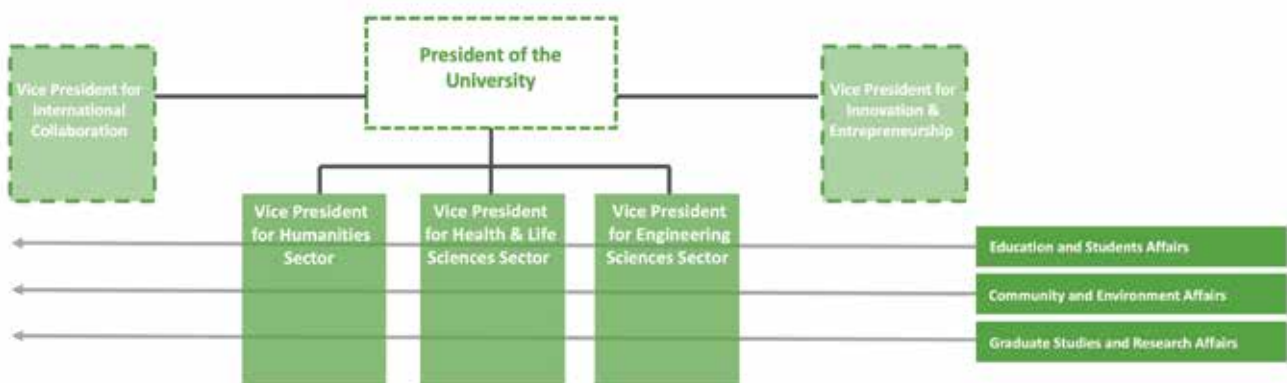 President of the
University
Vice President for
International
Collaboration
Vice President for
Innovation &
Entrepreneurship
Vice President
for Humanities
Sector
Vice President
for Health & Life
Sciences Sector
Vice President
for Engineering
Sciences Sector
Education and Students Affairs
Community and Environment Affairs
Graduate Studies and Research Affairs